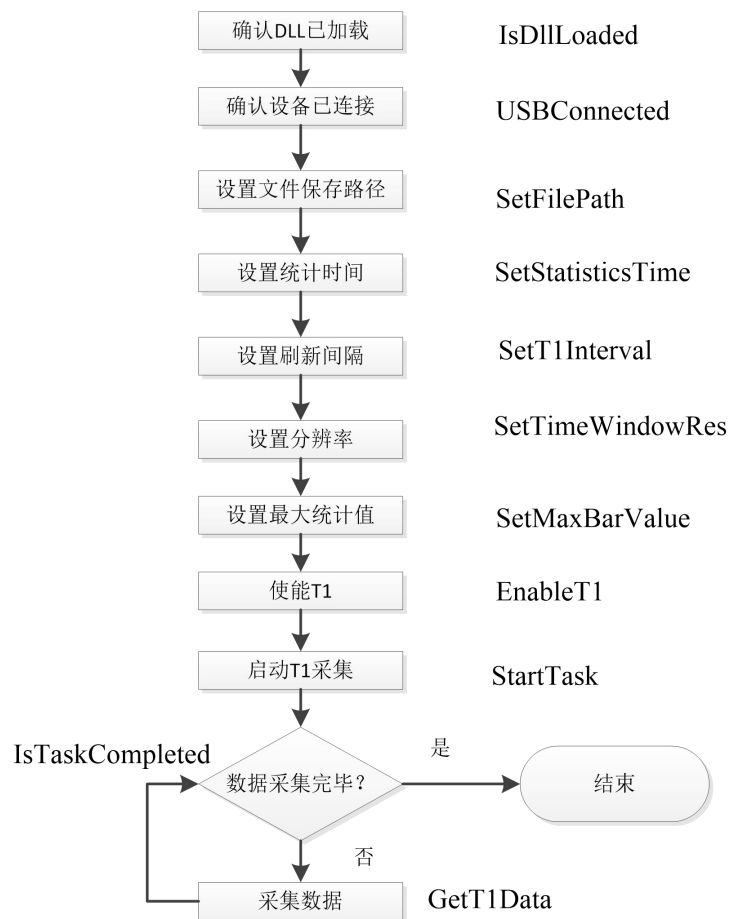 确认DLL已加载
IsDllLoaded
确认设备已连接
USBConnected
设置文件保存路径
SetFilePath
设置统计时间
SetStatisticsTime
设置刷新间隔
SetT1Interval
设置分辨率
SetTimeWindowRes
设置最大统计值
SetMaxBarValue
使能T1
EnableT1
启动T1采集
StartTask
IsTaskCompleted
数据采集完毕？
是
结束
否
采集数据
GetT1Data